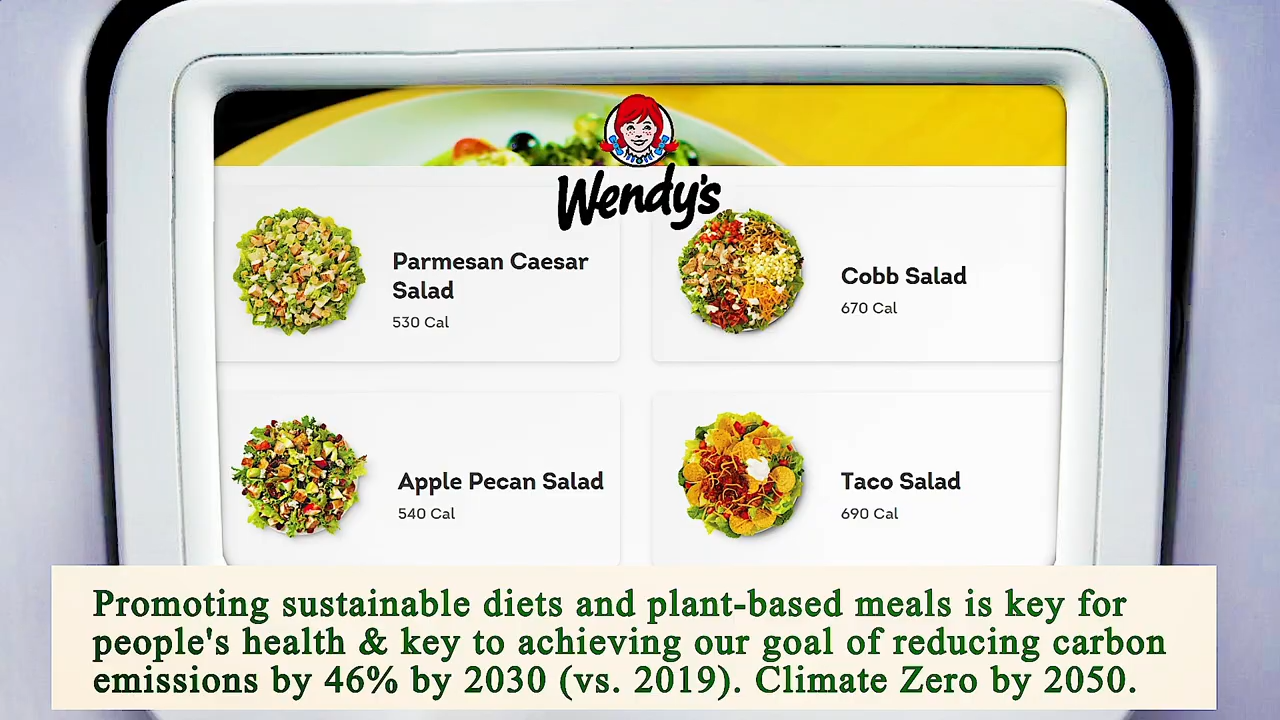 Wendy's
Parmesan Caesar
Salad
530 Cal
Cobb Salad
670 Cal
Apple Pecan Salad
540 Cal
Taco Salad
690 Cal
Promoting sustainable diets and plant-based meals is key for
people's health & key to achieving our goal of reducing carbon
emissions by 46% by 2030 (vs. 2019). Climate Zero by 2050.